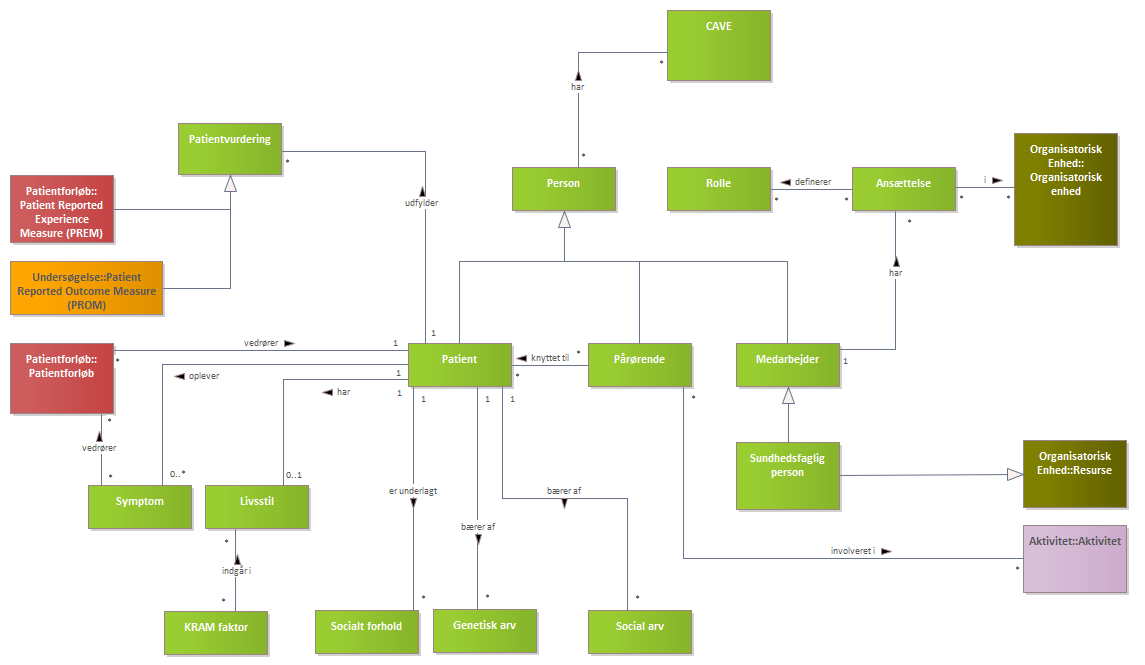 CAVE
*
har
*
Patientvurdering
*
Patientforløb::
Patient Reported
Experience
Measure (PREM)
Undersøgelse::Patient
Reported Outcome Measure
(PROM)
udfylder
1
Person
Rolle
definerer
*
*
Ansættelse
i
*
*
*
Organisatorisk
Enhed::
Organisatorisk
enhed
har
1
Patientforløb::
Patientforløb
*
*
vedrører
1
Patient
knyttet til
*
*
Pårørende
*
Medarbejder
oplever
1
har
1
1
1
1
vedrører
*
0..*
0..1
Symptom
Livsstil
er underlagt
bærer af
bærer af
Sundhedsfaglig
person
Organisatorisk
Enhed::Resurse
involveret i
*
Aktivitet::Aktivitet
*
indgår i
*
KRAM faktor
*
Socialt forhold
*
Genetisk arv
*
Social arv